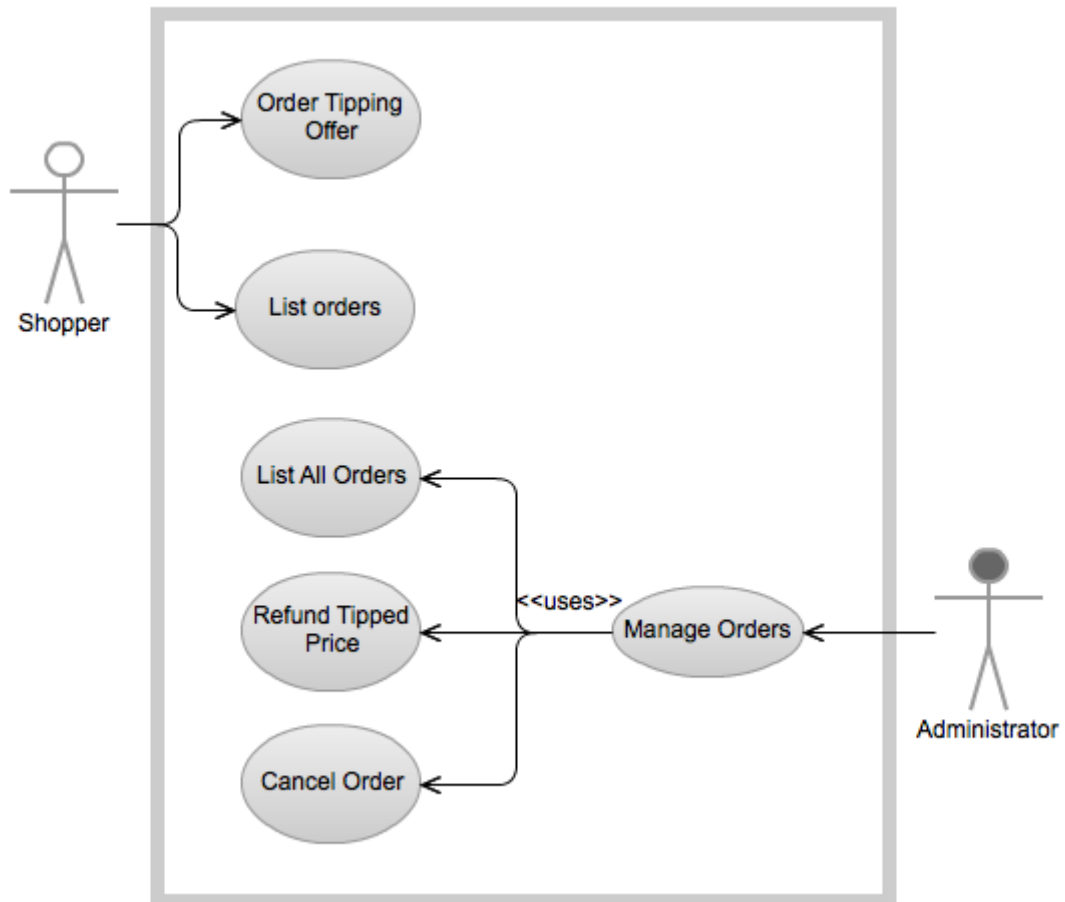 Order Tipping
Offer
Shopper
List orders
List All Orders
<<uses>>
Refund Tipped
Price
Manage Orders
Administrator
Cancel Order